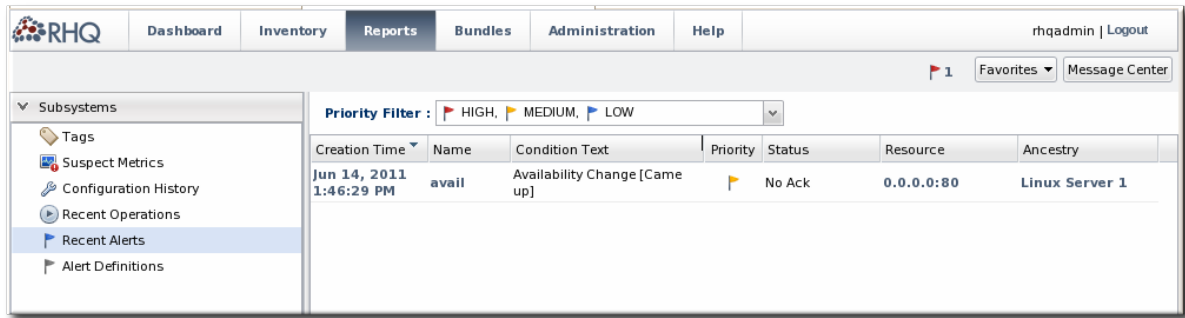 RHQ Dashboard Inventory Reports Bundles Administration Help rhqadmin | Logout
1 Favorites Message Center
Subsystems
Tags
Suspect Metrics
Configuration History
Recent Operations
Recent Alerts
Alert Definitions
Priority Filter : HIGH, MEDIUM, LOW
Creation Time Name Condition Text Priority Status Resource Ancestry
Jun 14, 2011 avail Availability Change [Came No Ack 0.0.0.0:80 Linux Server 1
1:46:29 PM up]